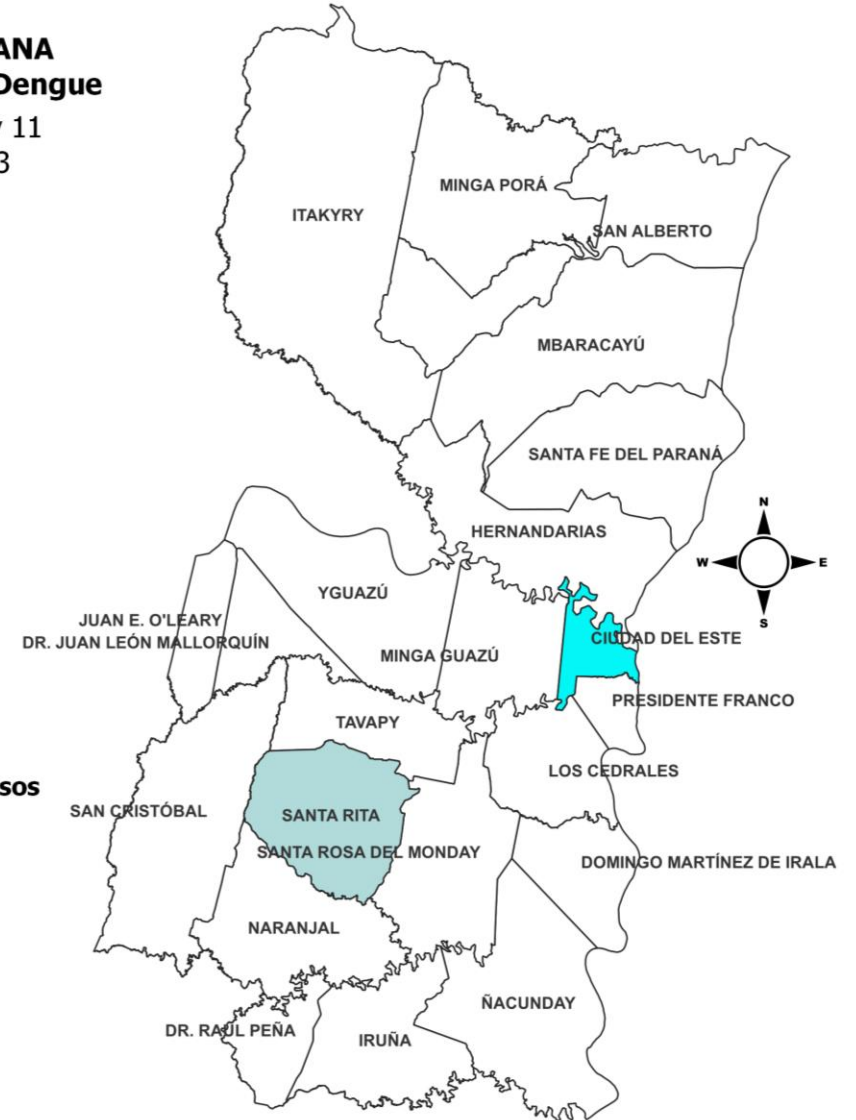 ANA
Dengue
11
3
MINGA PORÁ
ITAKYRY
SAN ALBERTO
MBARACAYÚ
SANTA FE DEL PARANÁ
N
HERNANDARIAS
W
E
YGUAZÚ
S
JUAN E. O'LEARY
CIUDAD DEL ESTE
DR. JUAN LEÓN MALLORQUÍN
MINGA GUAZÚ
PRESIDENTE FRANCO
TAVAPY
LOS CEDRALES
sos
SAN CRISTÓBAL
SANTA RITA
SANTA ROSA DEL MONDAY
DOMINGO MARTÍNEZ DE IRALA
NARANJAL
ÑACUNDAY
DR. RAÚL PEÑA
IRUÑA